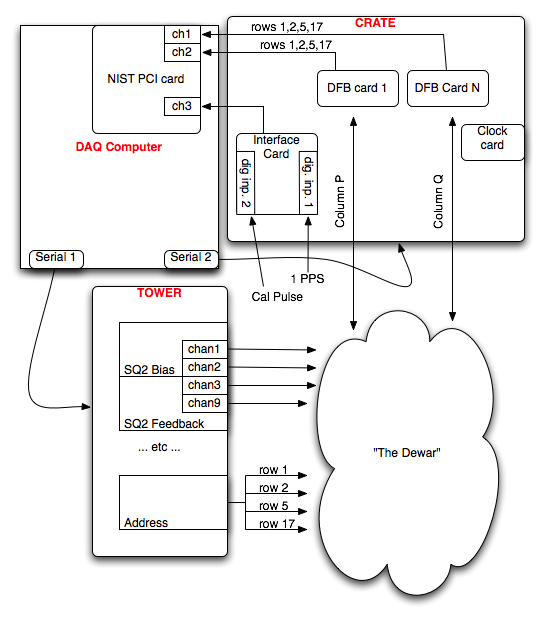 CRATE
ch1
rows 1,2,5,17
ch2
rows 1,2,5,17
NIST PCI card
DFB card 1
DFB Card N
ch3
Clock
card
DAQ Computer
Interface
Card
dig inp. 2
dig. inp. 1
Column P
Column Q
Serial 1
Serial 2
1 PPS
Cal Pulse
TOWER
chan1
SQ2 Bias
chan2
chan3
chan9
SQ2 Feedback
... etc ...
"The Dewar"
row 1
row 2
row 5
Address
row 17